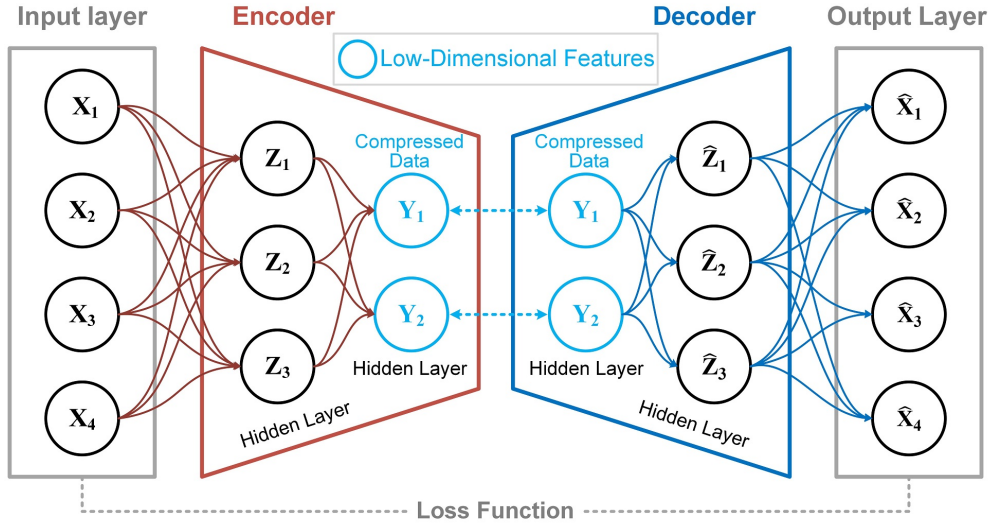 Input layer
Encoder
Decoder
Output Layer
Low-Dimensional Features
X₁
X₂
X₃
X₄
Z₁
Z₂
Z₃
Hidden Layer
Compressed
Data
Y₁
Y₂
Hidden Layer
Compressed
Data
Y₁
Y₂
Hidden Layer
Ẑ₁
Ẑ₂
Ẑ₃
Hidden Layer
X̂₁
X̂₂
X̂₃
X̂₄
Loss Function